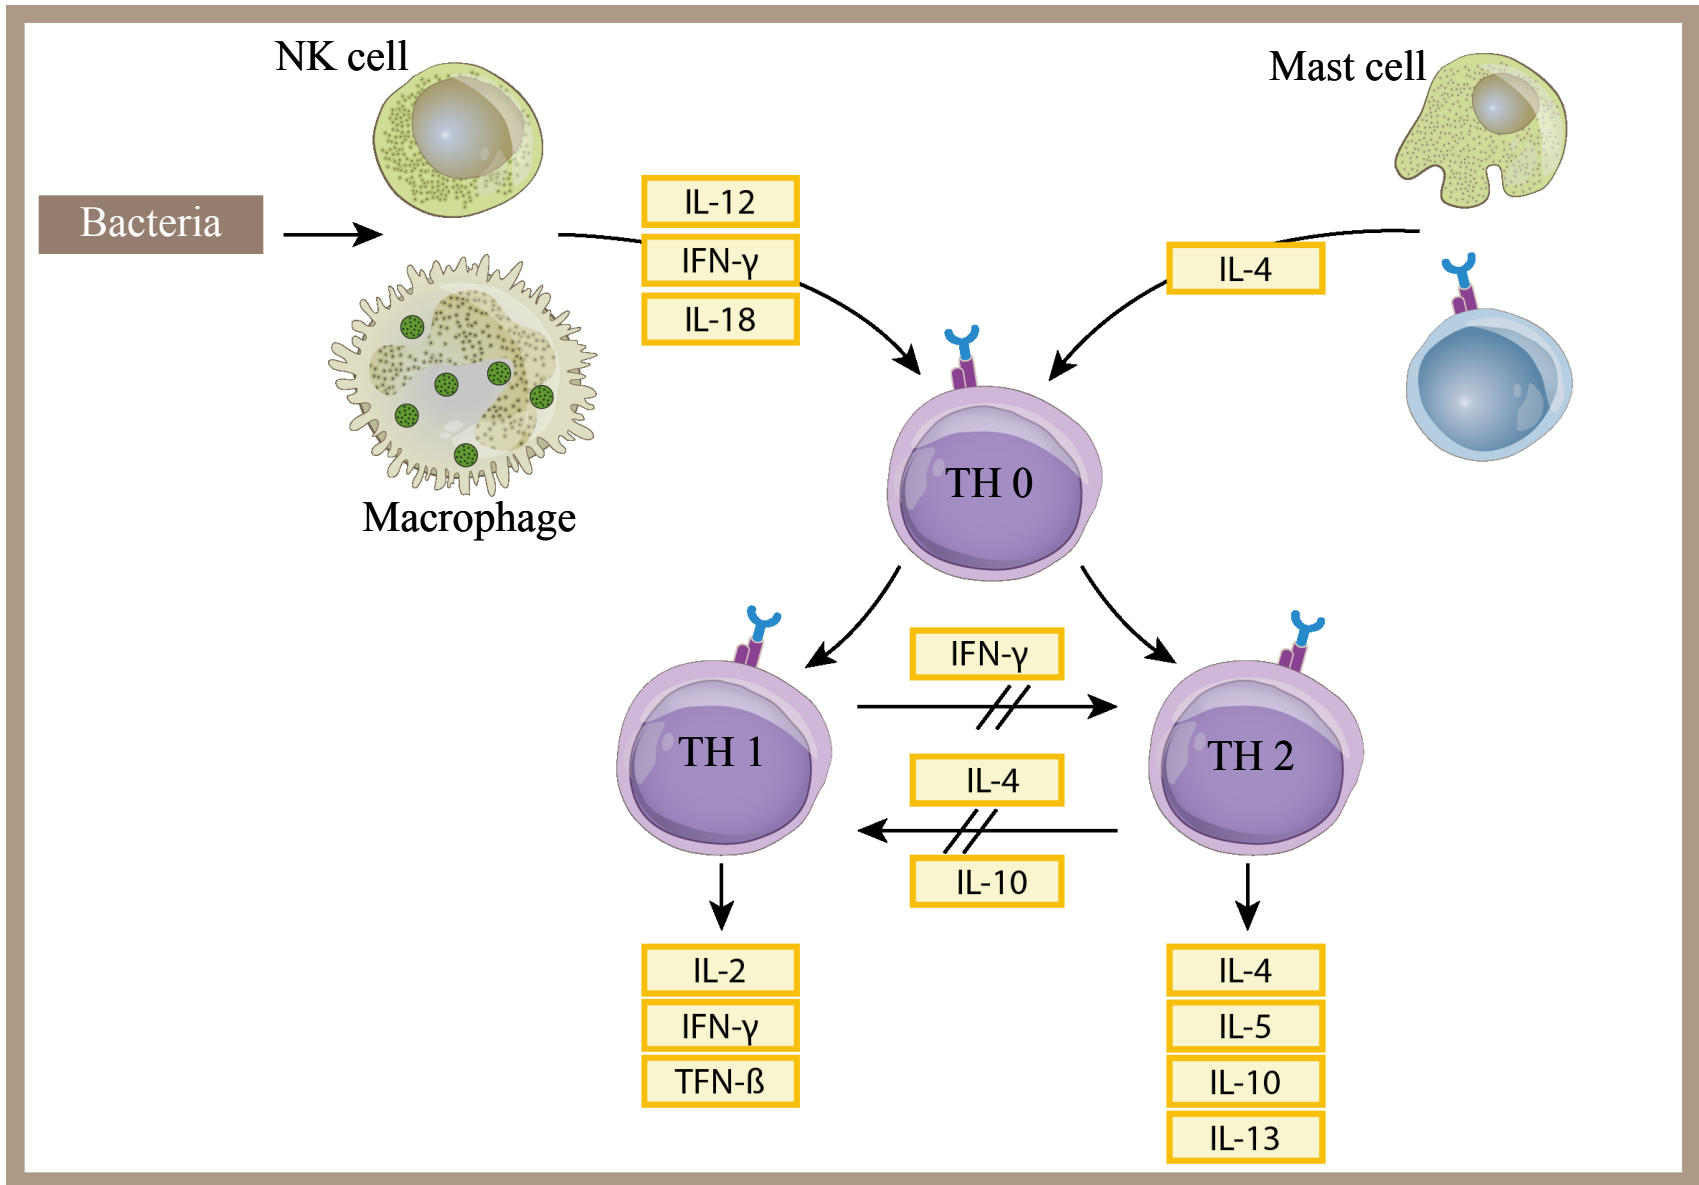 NK cell
Mast cell
Bacteria
IL-12
IFN-γ
IL-18
IL-4
Macrophage
TH 0
IFN-γ
TH 1
TH 2
IL-4
IL-10
IL-2
IFN-γ
TFN-ß
IL-4
IL-5
IL-10
IL-13